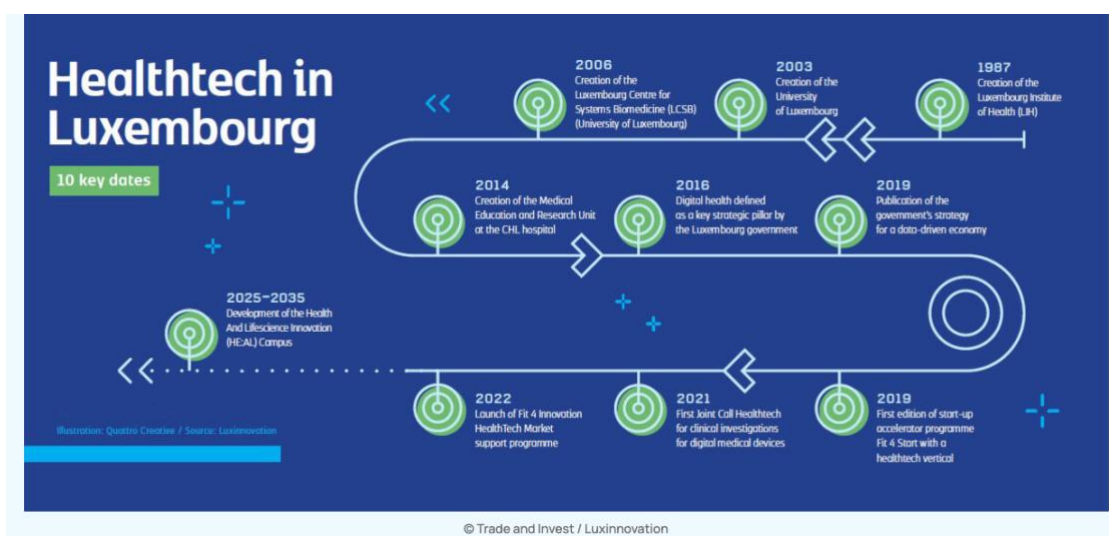 Healthtech in
Luxembourg
10 key dates
1987
Creation of the
Luxembourg Institute
of Health (LIH)
2003
Creation of the
University
of Luxembourg
2006
Creation of the
Luxembourg Centre for
Systems Biomedicine (LCSB)
(University of Luxembourg)
2014
Creation of the Medical
Education and Research Unit
at the CHL hospital
2016
Digital health defined
as a key strategic pillar by
the Luxembourg government
2019
Publication of the
government's strategy
for a data-driven economy
2019
First edition of start-up
accelerator programme
Fit 4 Start with a
healthtech vertical
2021
First Joint Call Healthtech
for clinical investigations
for digital medical devices
2022
Launch of Fit 4 Innovation
HealthTech Market
support programme
2025-2035
Development of the Health
And Lifescience Innovation
(HE:AL) Campus
Illustration: Quattro Creative / Source: Luxinnovation
© Trade and Invest / Luxinnovation